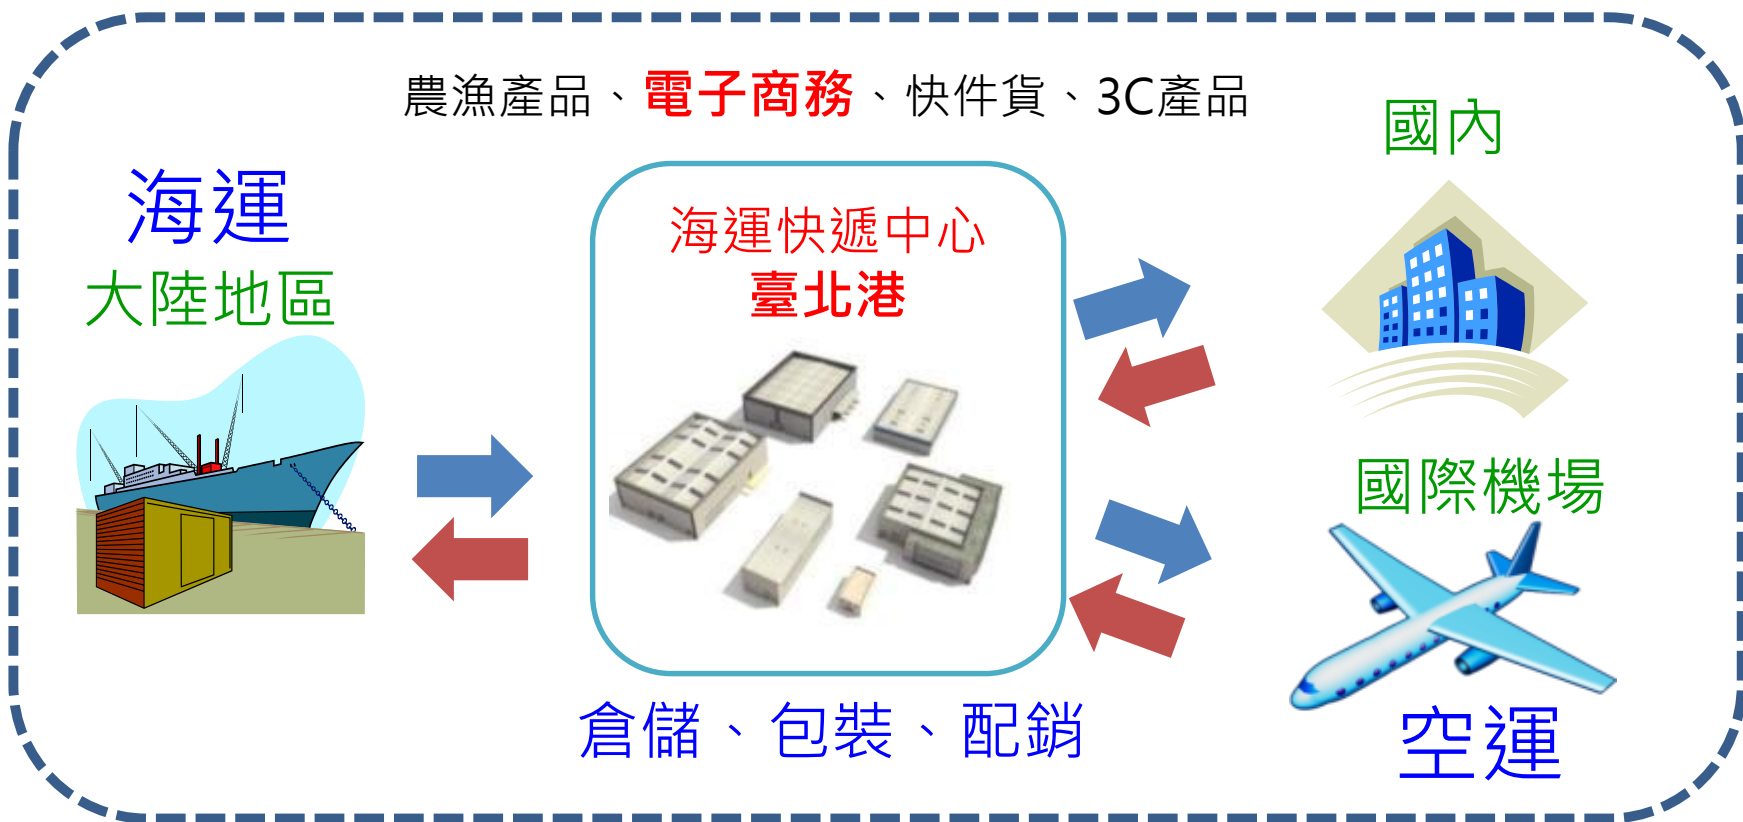 農漁產品、電子商務、快件貨、3C產品
國內
海運
大陸地區
海運快遞中心
臺北港
國際機場
倉儲、包裝、配銷
空運